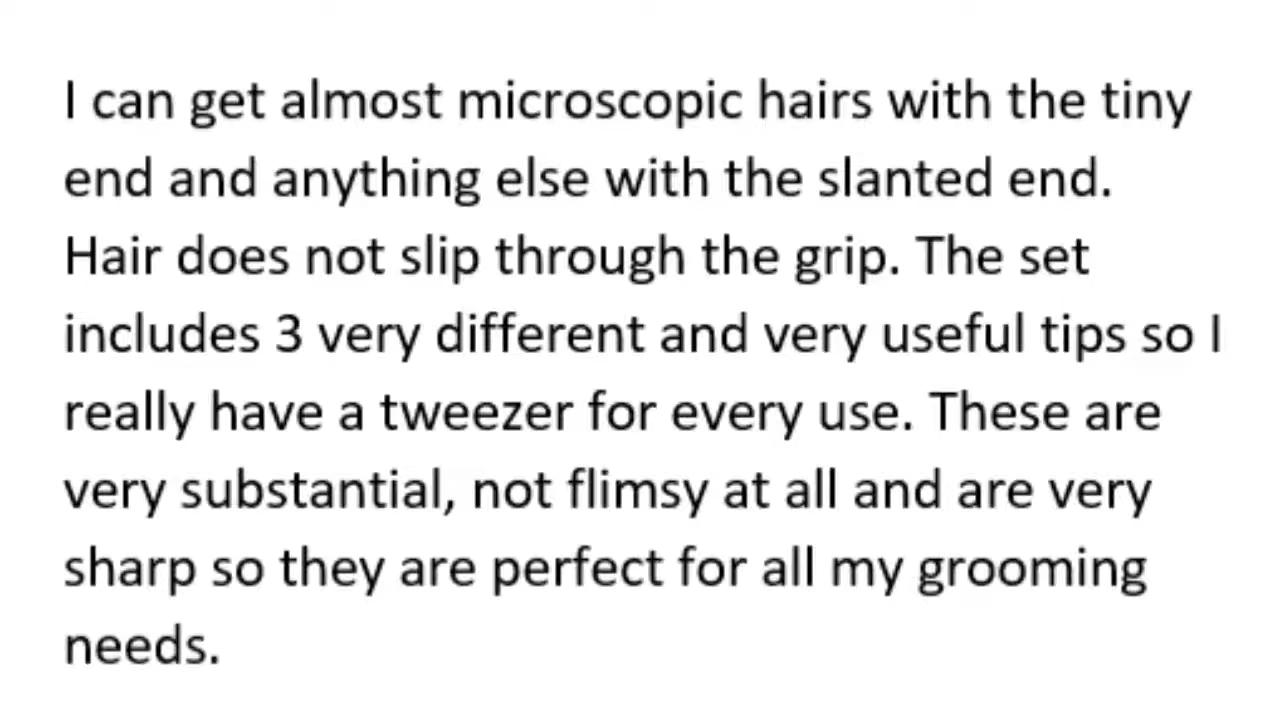 I can get almost microscopic hairs with the tiny
end and anything else with the slanted end.
Hair does not slip through the grip. The set
includes 3 very different and very useful tips so I
really have a tweezer for every use. These are
very substantial, not flimsy at all and are very
sharp so they are perfect for all my grooming
needs.